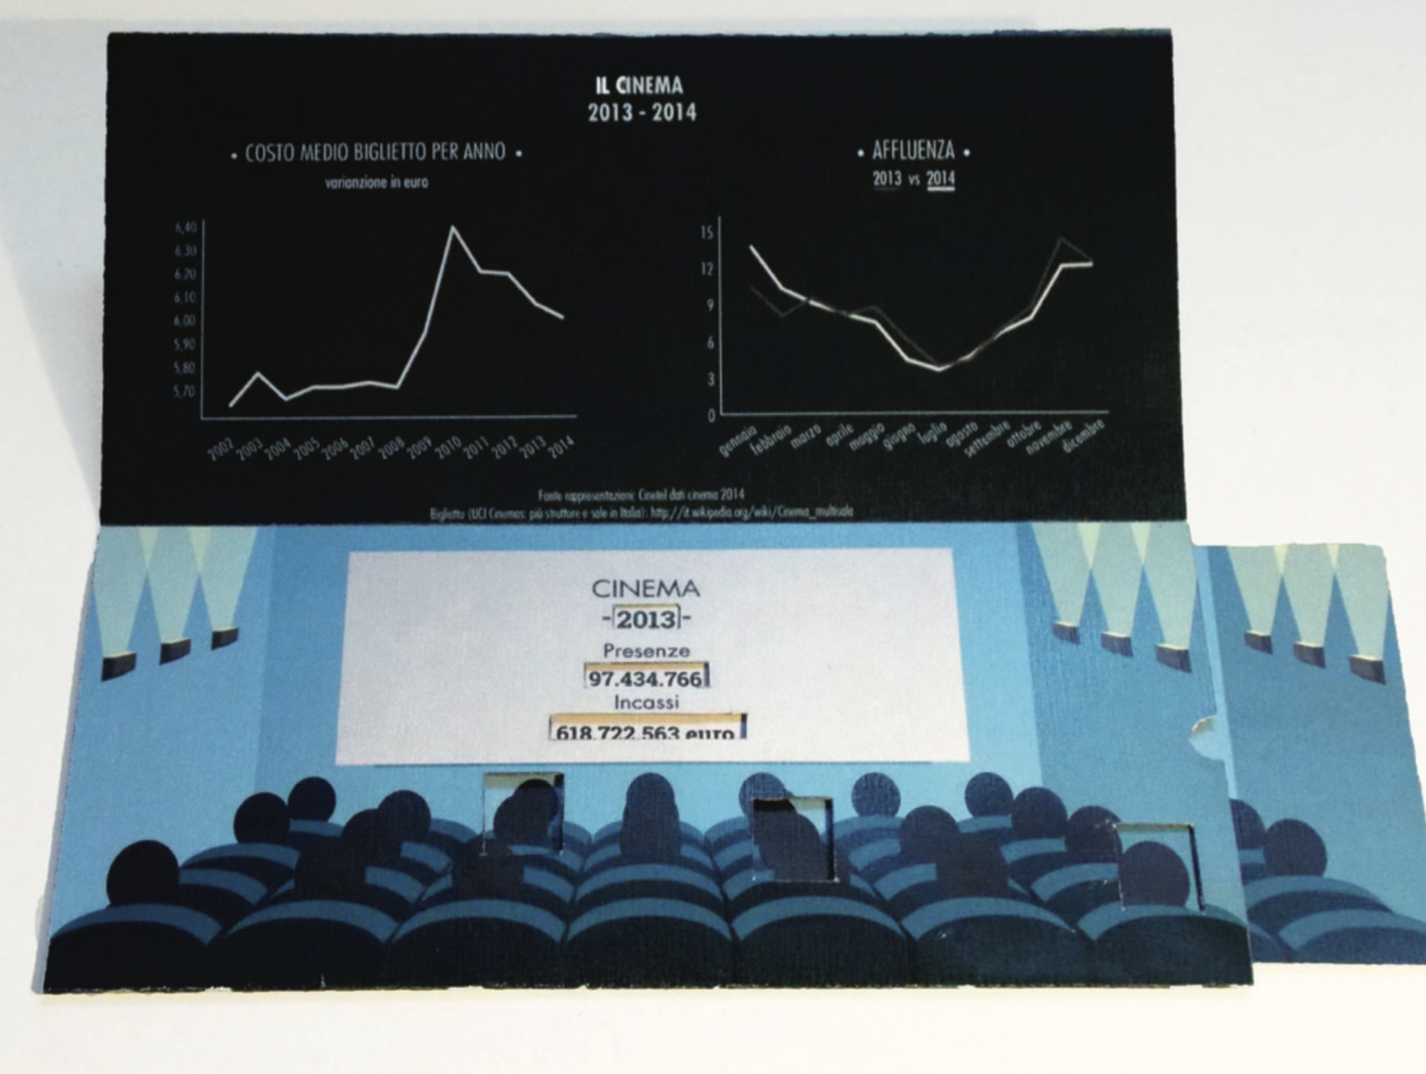 IL CINEMA
2013 - 2014
• COSTO MEDIO BIGLIETTO PER ANNO •
varianzione in euro
6,40
6,30
6,20
6,10
6,00
5,90
5,80
5,70
2002 2003 2004 2005 2006 2007 2008 2009 2010 2011 2012 2013 2014
• AFFLUENZA •
2013 vs 2014
15
12
9
6
3
0
gennaio febbraio marzo aprile maggio giugno luglio agosto settembre ottobre novembre dicembre
Fonte rappresentazioni: Cinetel dati cinema 2014
Biglietto (UCI Cinemas: più strutture e sale in Italia): http://it.wikipedia.org/wiki/Cinema_multisala
CINEMA
-2013-
Presenze
97.434.766
Incassi
618.722.563 euro